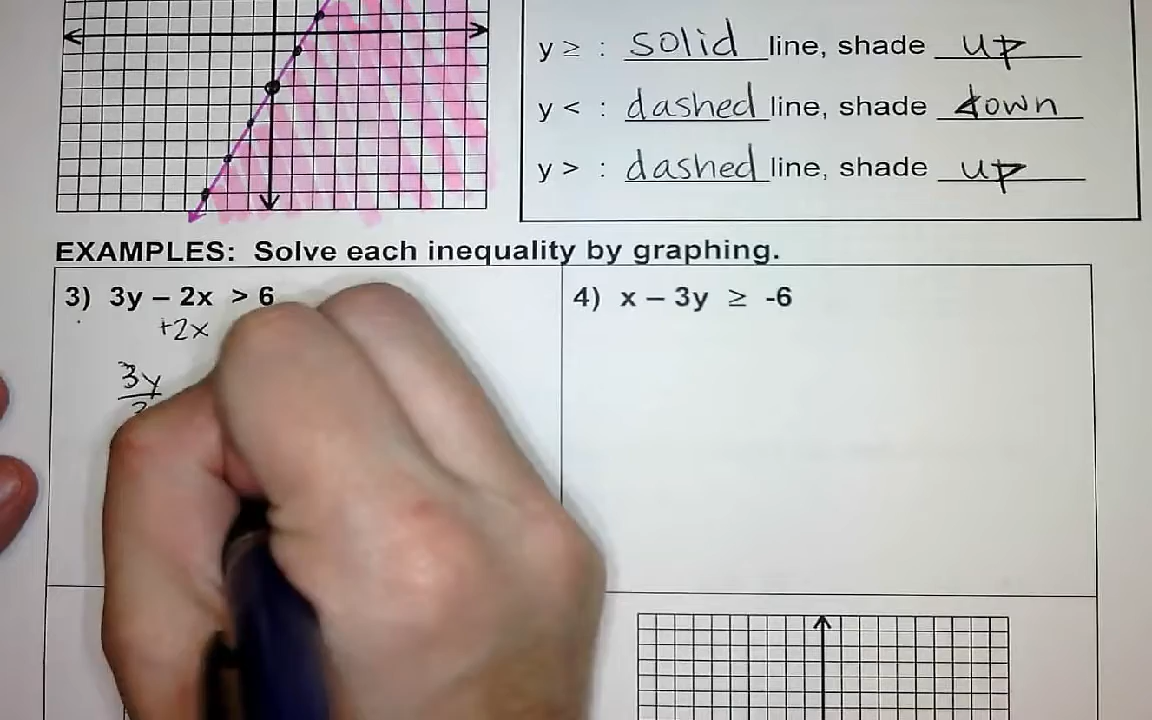 y ≥ : solid line, shade up
y < : dashed line, shade down
y > : dashed line, shade up
EXAMPLES: Solve each inequality by graphing.
3) 3y – 2x > 6
+2x
3y
4) x – 3y ≥ -6